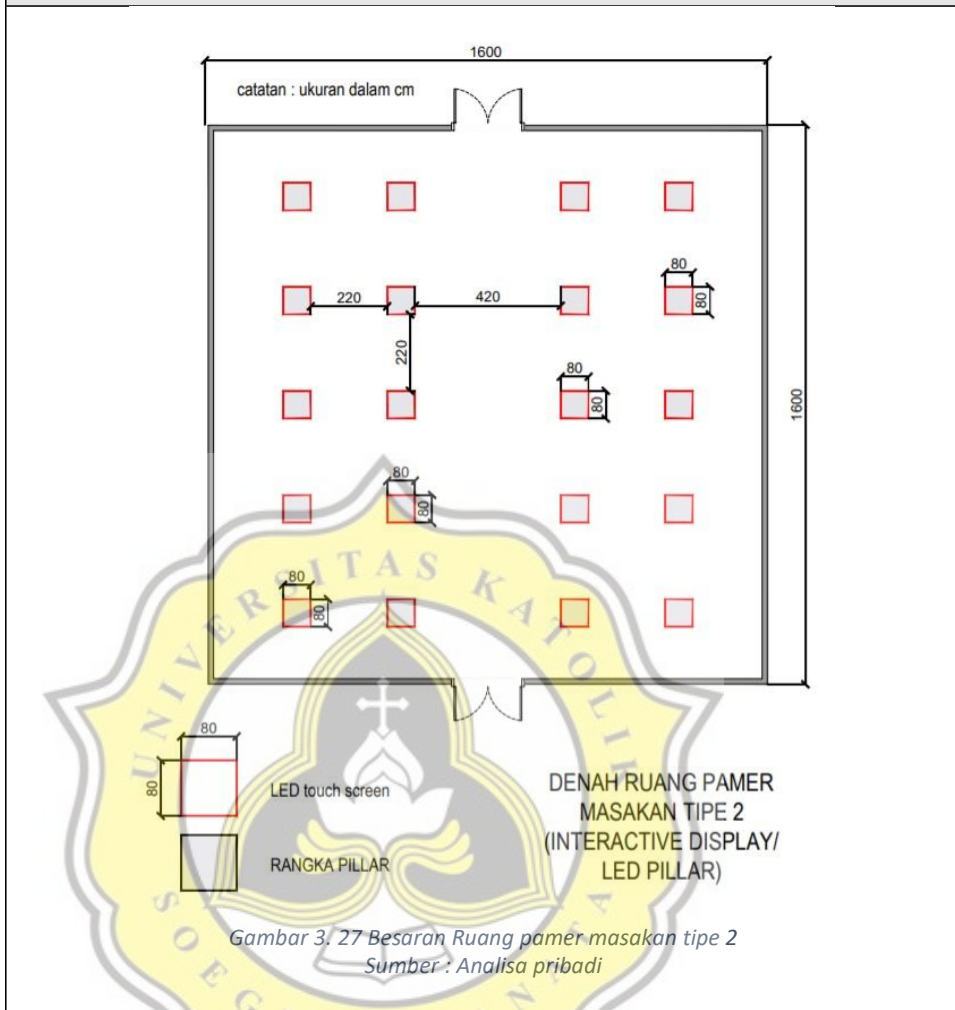 1600
catatan : ukuran dalam cm
80
80
220
420
220
80
80
1600
80
80
80
80
UNIVERSITAS KATOLIK
80
80
LED touch screen
RANGKA PILLAR
DENAH RUANG PAMER
MASAKAN TIPE 2
(INTERACTIVE DISPLAY/
LED PILLAR)
Gambar 3. 27 Besaran Ruang pamer masakan tipe 2
Sumber : Analisa pribadi